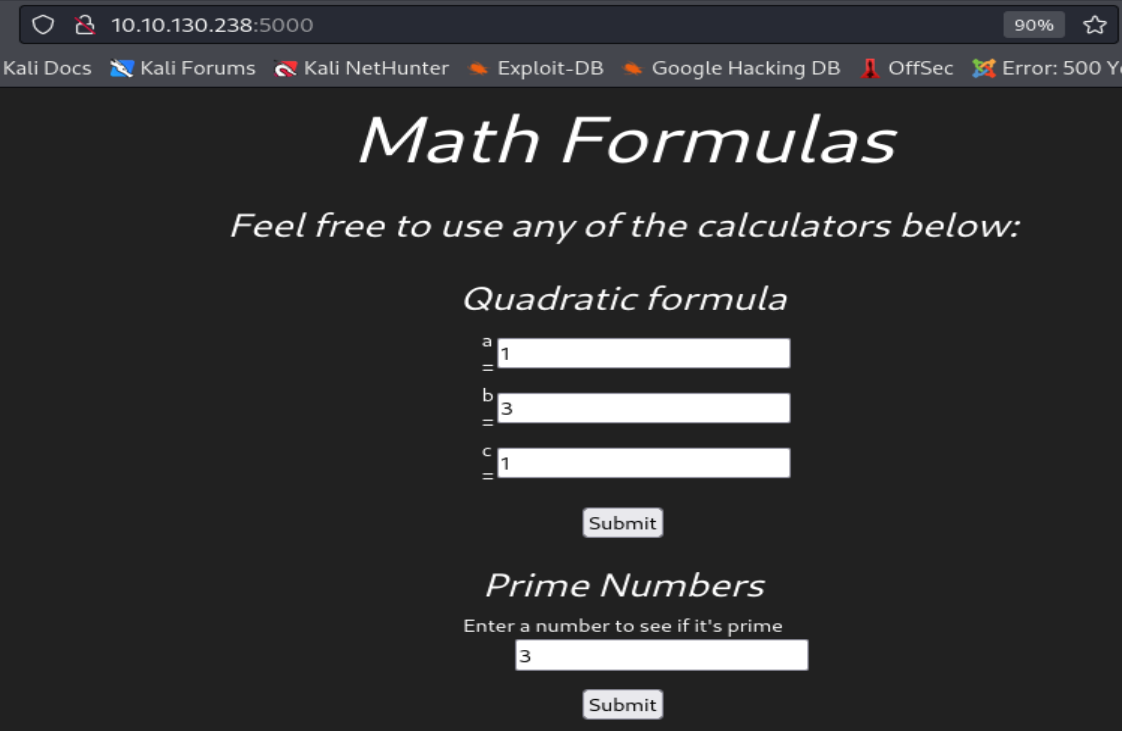 10.10.130.238:5000 90%
Kali Docs Kali Forums Kali NetHunter Exploit-DB Google Hacking DB OffSec Error: 500 Y
Math Formulas
Feel free to use any of the calculators below:
Quadratic formula
a
= 1
b
= 3
c
= 1
Submit
Prime Numbers
Enter a number to see if it's prime
3
Submit